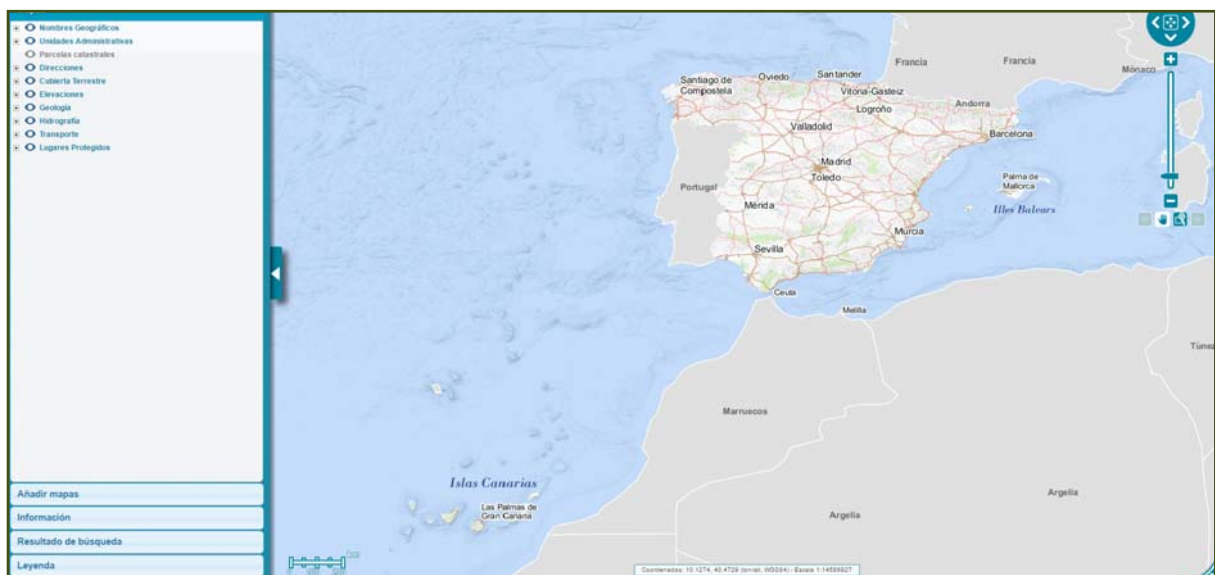 Nombres Geográficos
Unidades Administrativas
Parcelas catastrales
Direcciones
Cubierta Terrestre
Elevaciones
Geología
Hidrografía
Transporte
Lugares Protegidos
Añadir mapas
Información
Resultado de búsqueda
Leyenda
Francia
Francia
Mónaco
Santiago de
Compostela
Oviedo
Santander
Vitoria-Gasteiz
Logroño
Andorra
Valladolid
Barcelona
Madrid
Toledo
Portugal
Palma de
Mallorca
Illes Balears
Mérida
Murcia
Sevilla
Ceuta
Melilla
Marruecos
Islas Canarias
Las Palmas de
Gran Canaria
Argelia
Argelia